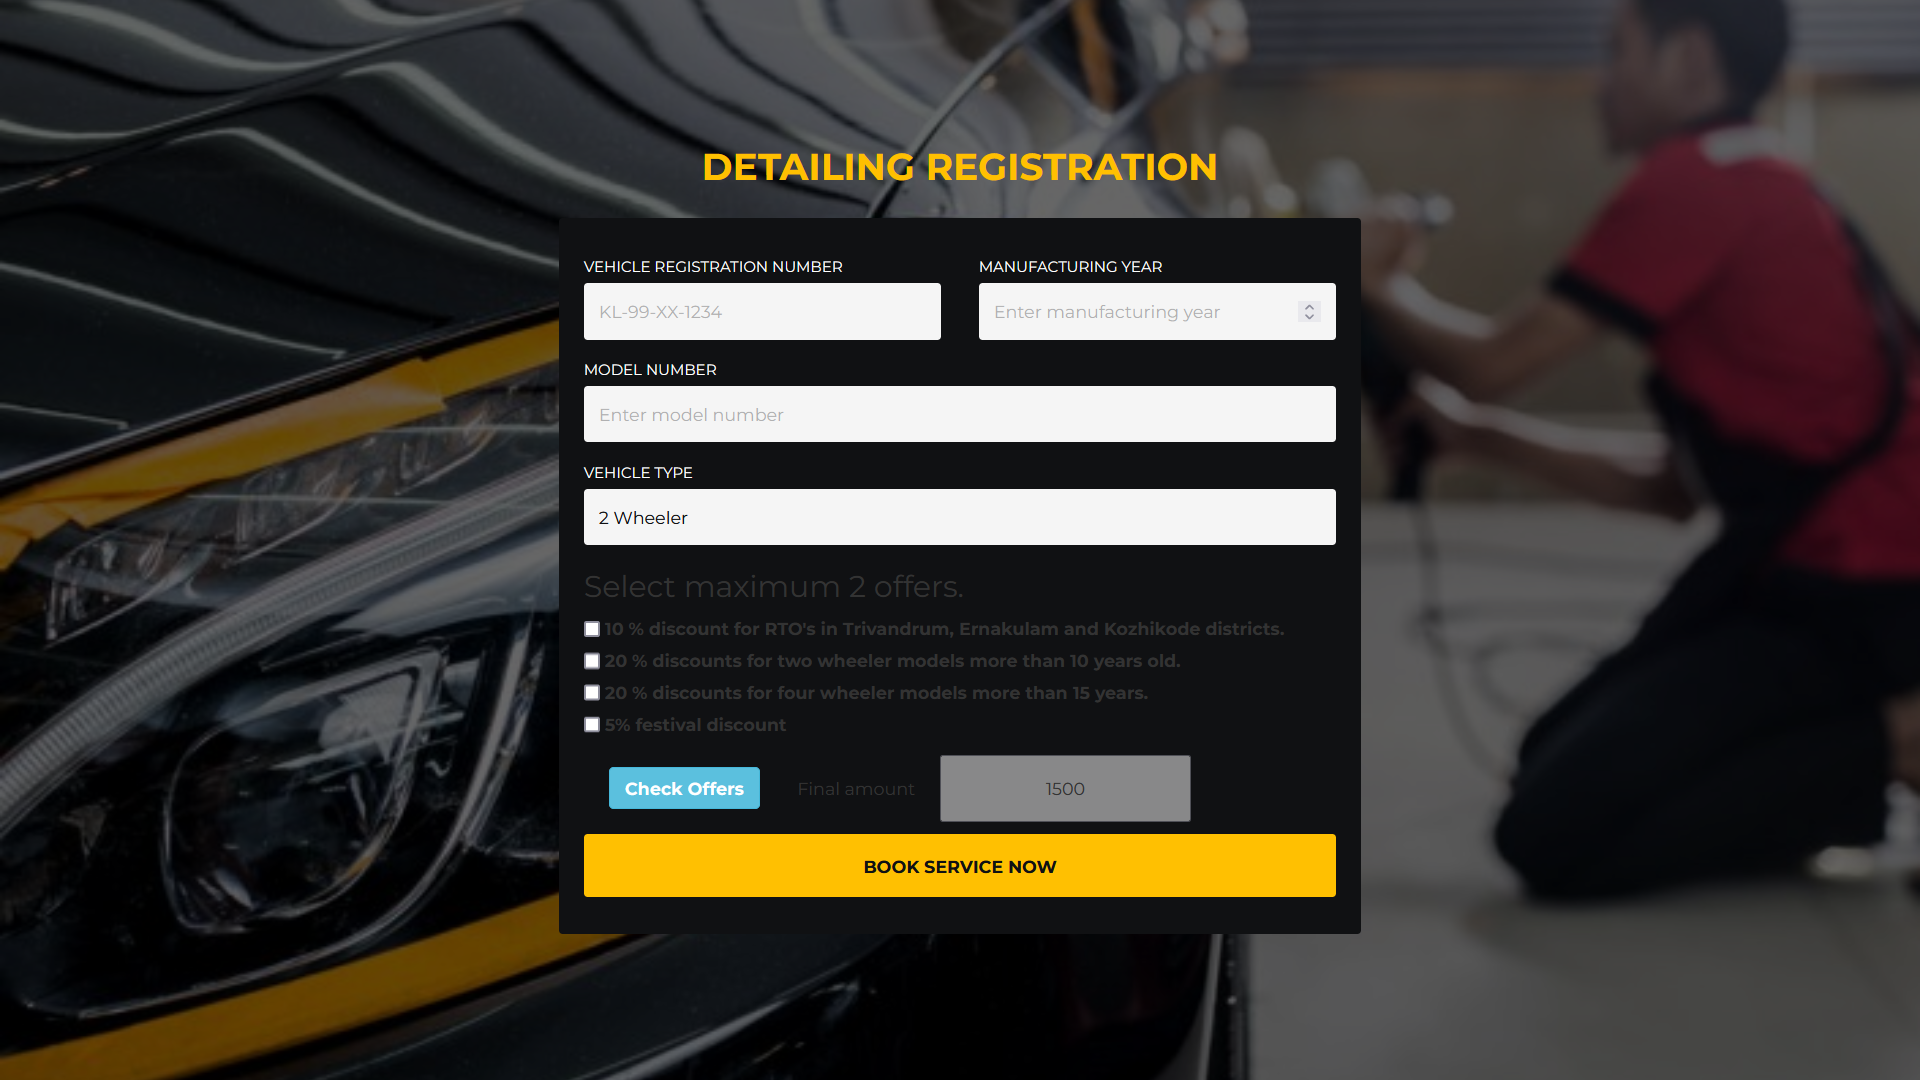 DETAILING REGISTRATION
VEHICLE REGISTRATION NUMBER
MANUFACTURING YEAR
KL-99-XX-1234
Enter manufacturing year
MODEL NUMBER
Enter model number
VEHICLE TYPE
2 Wheeler
Select maximum 2 offers.
10 % discount for RTO's in Trivandrum, Ernakulam and Kozhikode districts.
20 % discounts for two wheeler models more than 10 years old.
20 % discounts for four wheeler models more than 15 years.
5% festival discount
Check Offers
Final amount
1500
BOOK SERVICE NOW